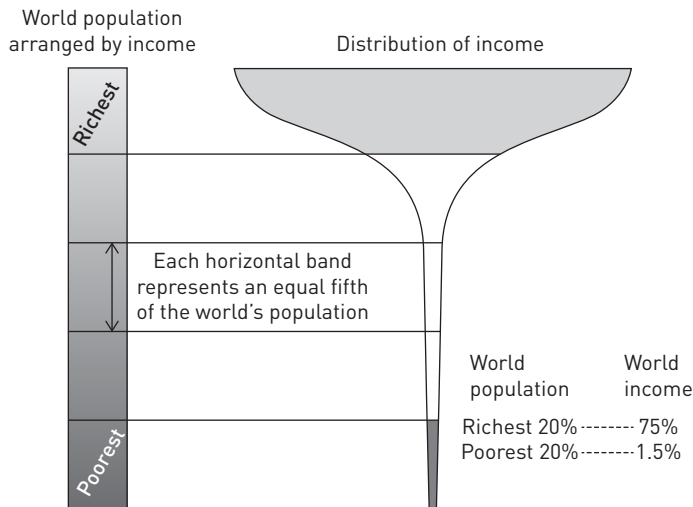 World population
arranged by income
Distribution of income
Richest
Each horizontal band
represents an equal fifth
of the world’s population
World
population
World
income
Richest 20% -------- 75%
Poorest 20% --------1.5%
Poorest